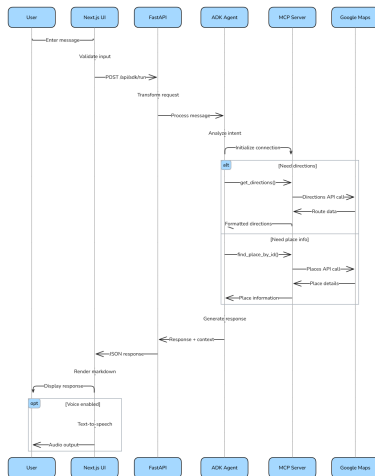 User Next.js UI FastAPI ADK Agent MCP Server Google Maps
Enter message
Validate input
POST /api/adk/run
Transform request
Process message
Analyze intent
Initialize connection
alt [Need directions]
get_directions()
Directions API call
Route data
Formatted directions
[Need place info]
find_place_by_id()
Places API call
Place details
Place information
Generate response
Response + context
JSON response
Render markdown
Display response
opt [Voice enabled]
Text-to-speech
Audio output
User Next.js UI FastAPI ADK Agent MCP Server Google Maps